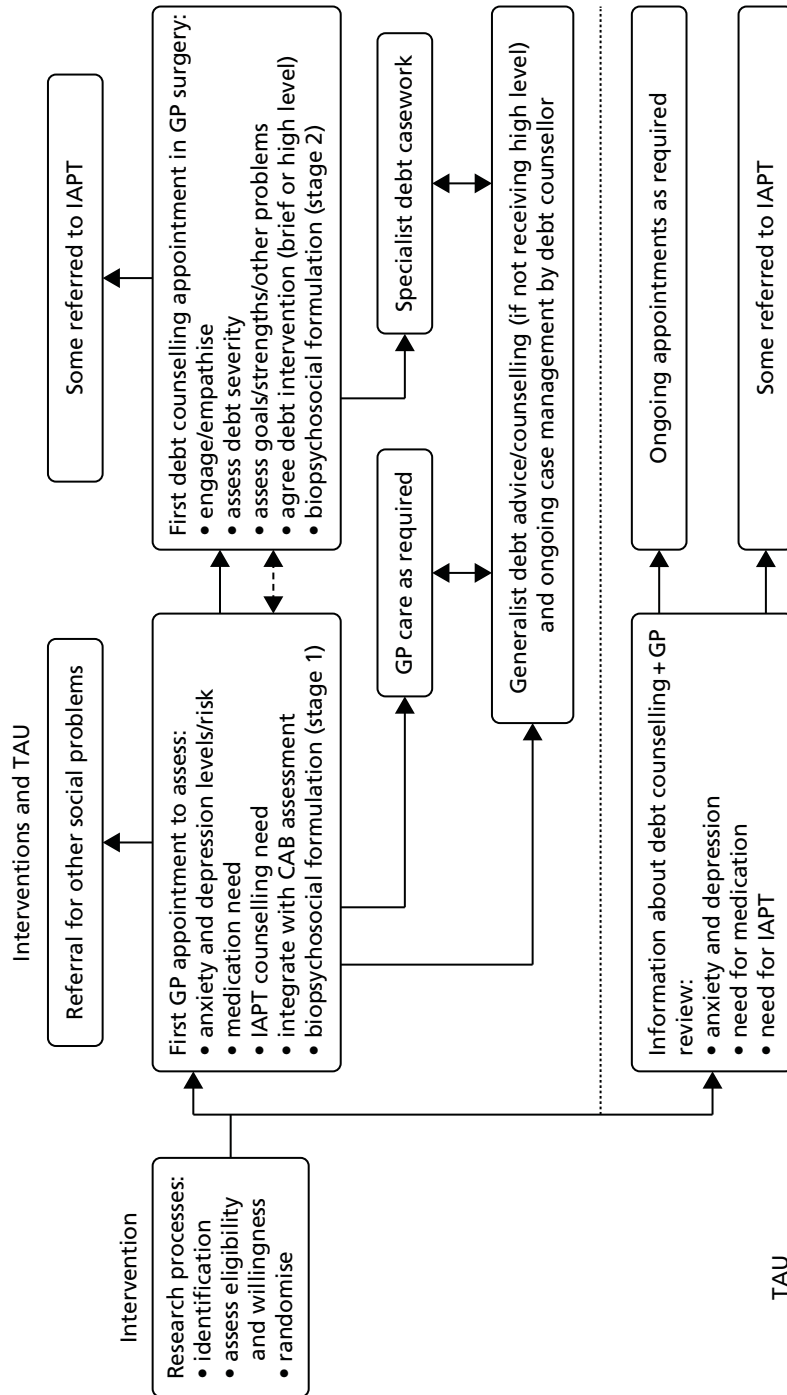 Interventions and TAU
Intervention
Research processes:
• identification
• assess eligibility
and willingness
• randomise
Referral for other social problems
First GP appointment to assess:
• anxiety and depression levels/risk
• medication need
• IAPT counselling need
• integrate with CAB assessment
• biopsychosocial formulation (stage 1)
Some referred to IAPT
First debt counselling appointment in GP surgery:
• engage/empathise
• assess debt severity
• assess goals/strengths/other problems
• agree debt intervention (brief or high level)
• biopsychosocial formulation (stage 2)
GP care as required
Specialist debt casework
Generalist debt advice/counselling (if not receiving high level)
and ongoing case management by debt counsellor
TAU
Information about debt counselling + GP
review:
• anxiety and depression
• need for medication
• need for IAPT
Ongoing appointments as required
Some referred to IAPT